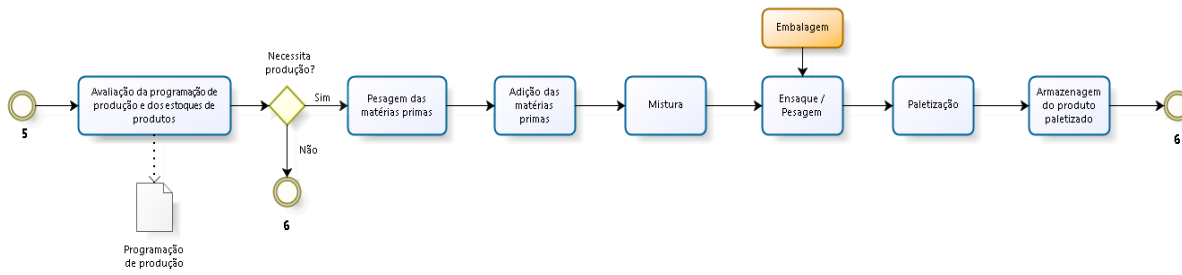 5
Avaliação da programação de
produção e dos estoques de
produtos
Programação
de produção
Necessita
produção?
Sim
Não
6
Pesagem das
matérias primas
Adição das
matérias
primas
Mistura
Embalagem
Ensaque /
Pesagem
Paletização
Armazenagem
do produto
paletizado
6